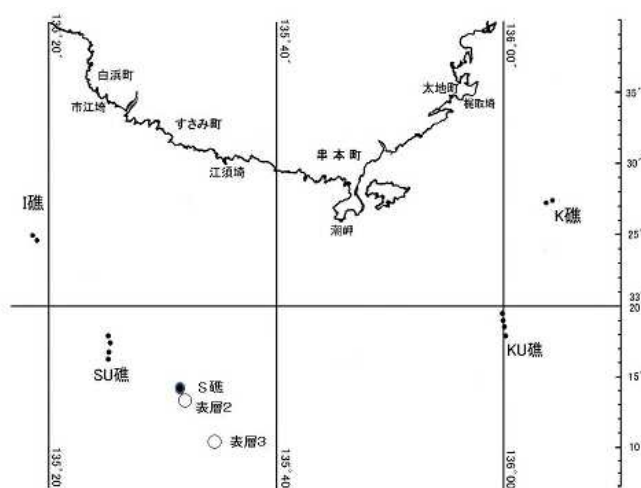 135°20′
135°40′
136°00′
白浜町
市江埼
すさみ町
江須埼
串本町
潮岬
太地町
梶取埼
35′
30′
I礁
K礁
25′
33°
20′
SU礁
KU礁
S礁
表層2
表層3
15′
10′
135°20′
135°40′
136°00′